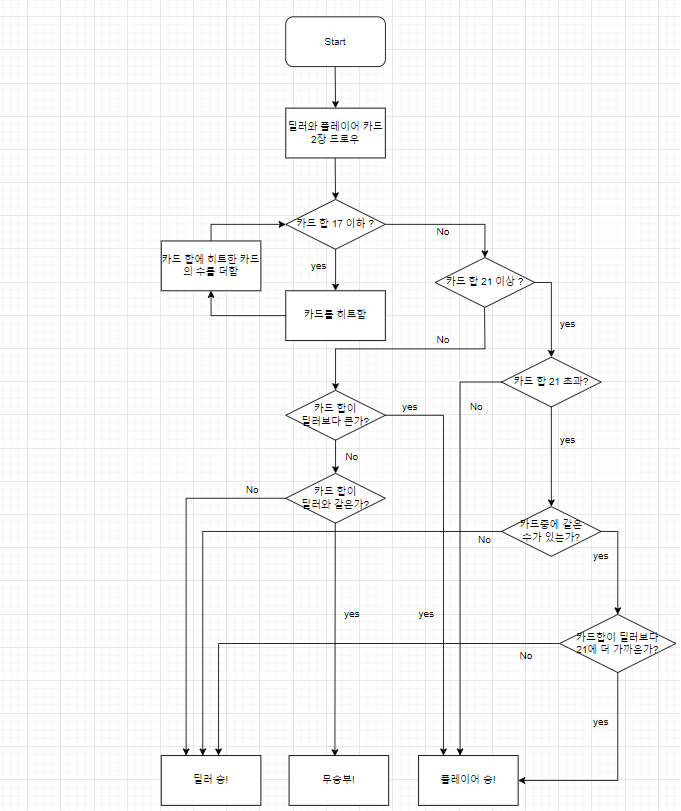 Start
딜러와 플레이어 카드
2장 드로우
카드 합 17 이하 ?
No
카드 합에 히트한 카드
의 수를 더함
yes
카드 합 21 이상 ?
카드를 히트함
yes
No
카드 합 21 초과?
카드 합이
딜러보다 큰가?
yes
No
yes
No
카드 합이
딜러와 같은가?
No
카드중에 같은
수가 있는가?
No
yes
yes
yes
카드합이 딜러보다
21에 더 가까운가?
No
yes
딜러 승!
무승부!
플레이어 승!